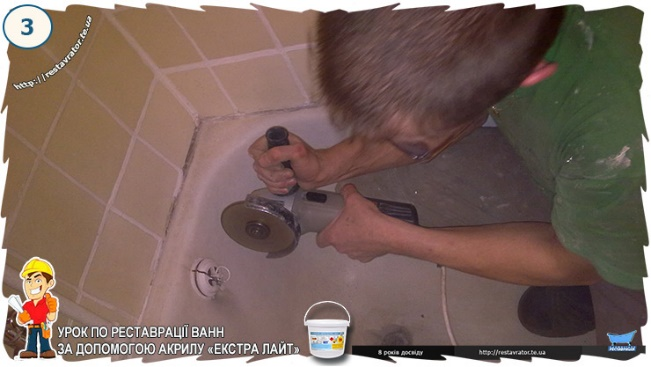 3
http://restavrator.te.ua
УРОК ПО РЕСТАВРАЦІЇ ВАНН
ЗА ДОПОМОГОЮ АКРИЛУ «ЕКСТРА ЛАЙТ»
8 років досвіду
http://restavrator.te.ua